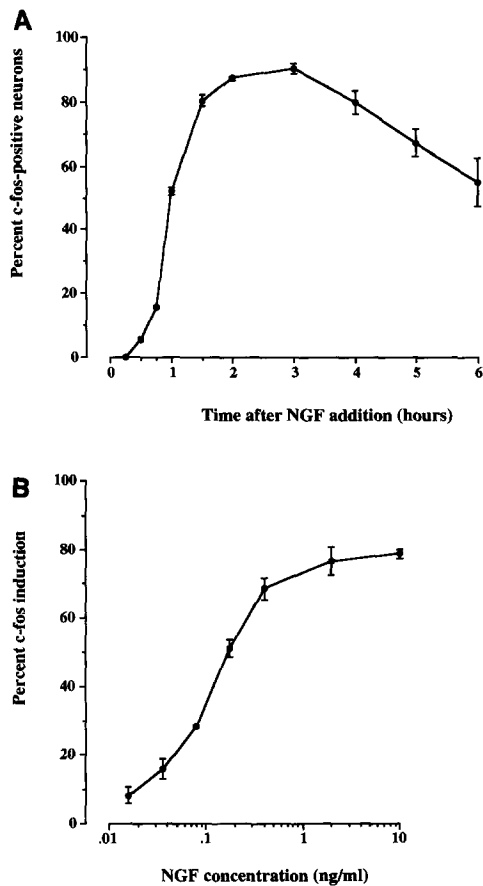 A
Percent c-fos-positive neurons
100
80
60
40
20
0
0 1 2 3 4 5 6
Time after NGF addition (hours)
B
Percent c-fos induction
100
80
60
40
20
0
.01 .1 1 10
NGF concentration (ng/ml)